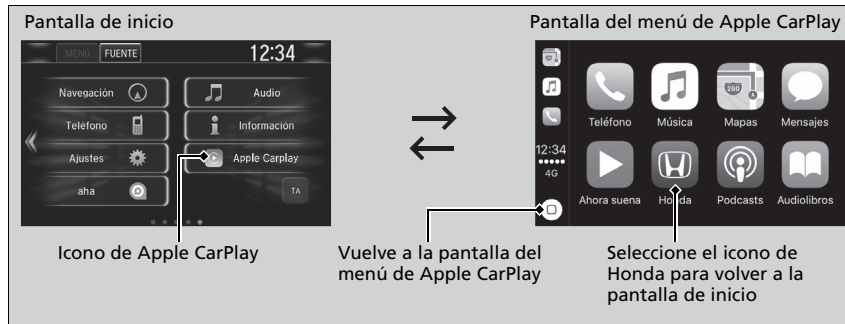 Pantalla de inicio
MENÚ FUENTE 12:34
Navegación Audio
Teléfono Información
Ajustes Apple Carplay
aha TA
Icono de Apple CarPlay
Pantalla del menú de Apple CarPlay
280
Teléfono Música Mapas Mensajes
12:34
4G
Ahora suena Honda Podcasts Audiolibros
Vuelve a la pantalla del
menú de Apple CarPlay
Seleccione el icono de
Honda para volver a la
pantalla de inicio